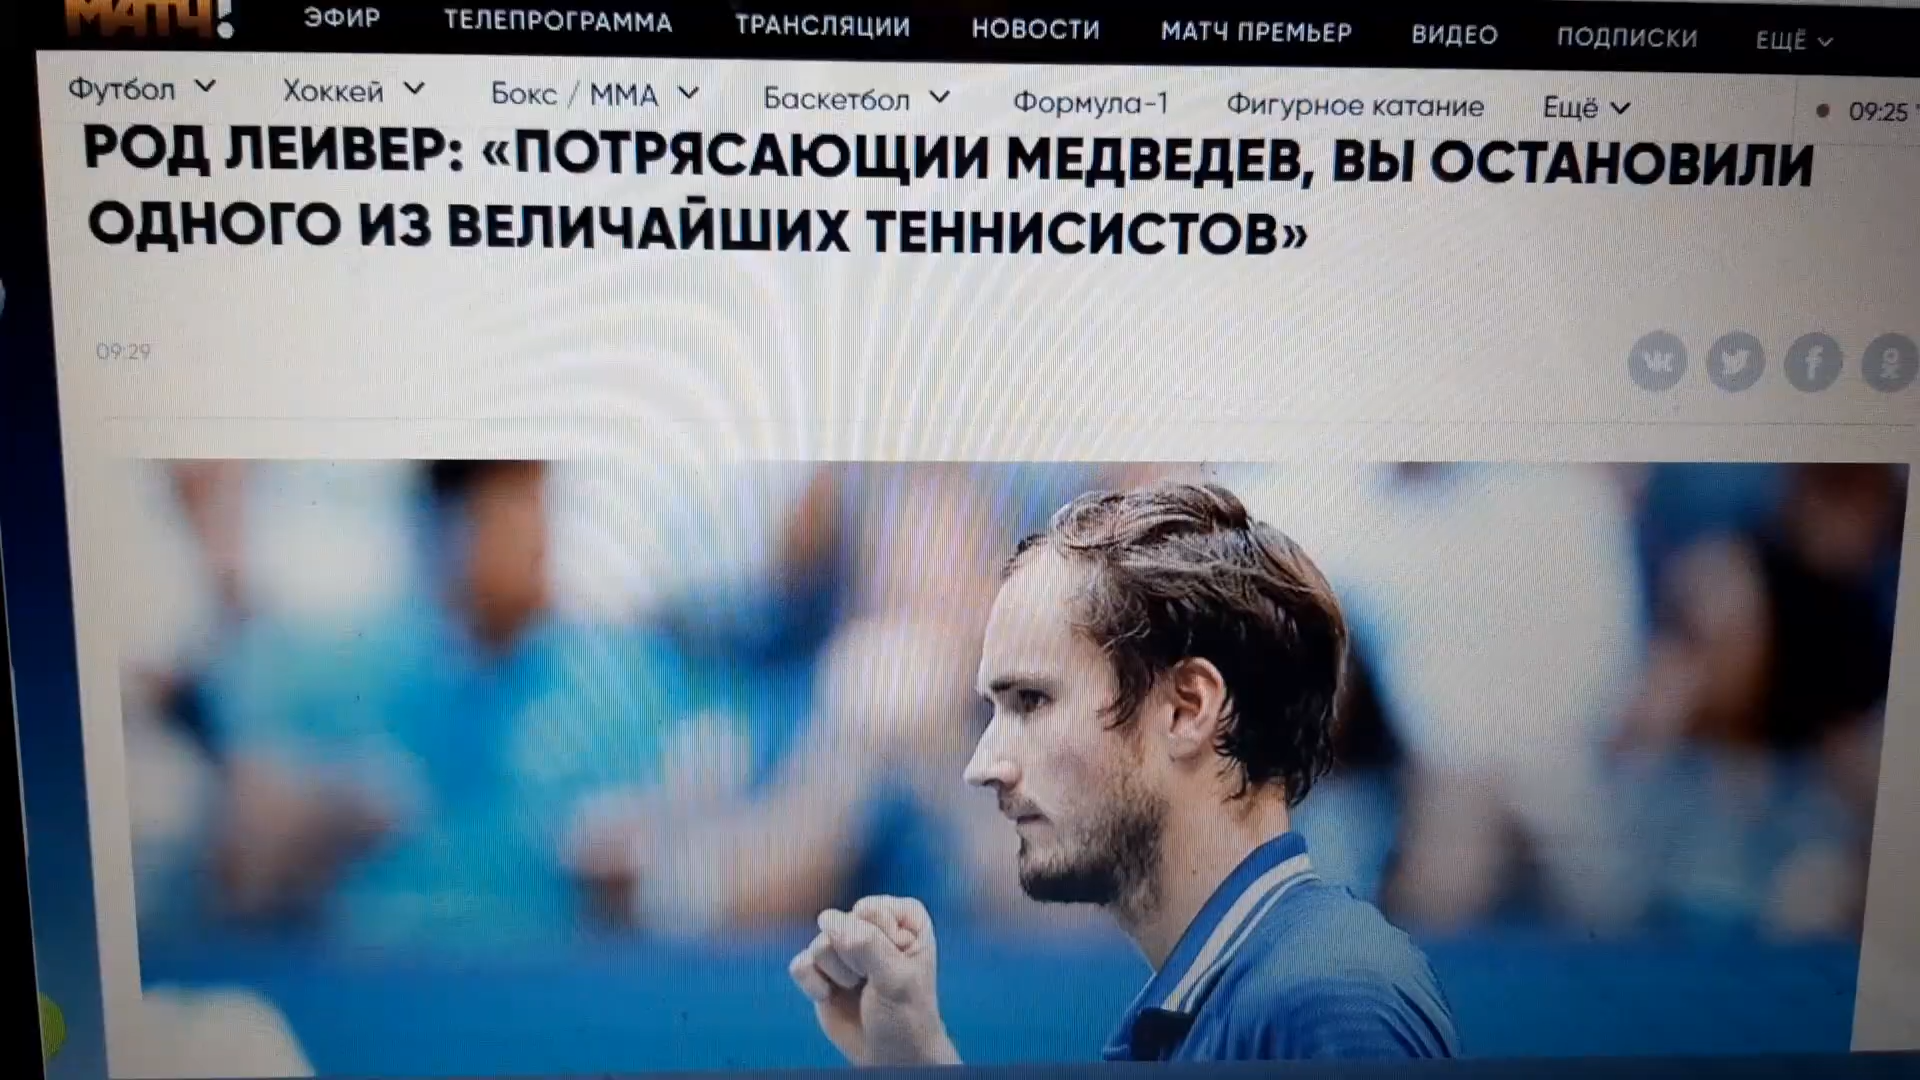 МАТЧ!
ЭФИР ТЕЛЕПРОГРАММА ТРАНСЛЯЦИИ НОВОСТИ МАТЧ ПРЕМЬЕР ВИДЕО ПОДПИСКИ ЕЩЁ
Футбол Хоккей Бокс / ММА Баскетбол Формула-1 Фигурное катание Ещё 09:25
РОД ЛЕЙВЕР: «ПОТРЯСАЮЩИЙ МЕДВЕДЕВ, ВЫ ОСТАНОВИЛИ
ОДНОГО ИЗ ВЕЛИЧАЙШИХ ТЕННИСИСТОВ»
09:29